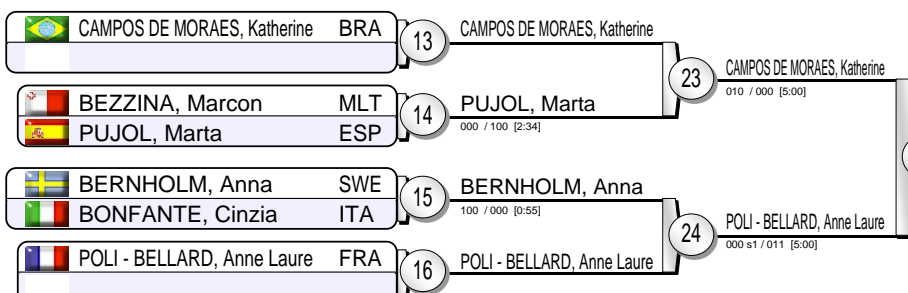 CAMPOS DE MORAES, Katherine BRA
13
CAMPOS DE MORAES, Katherine
23
CAMPOS DE MORAES, Katherine
010 / 000 [5:00]
BEZZINA, Marcon MLT
PUJOL, Marta ESP
14
PUJOL, Marta
000 / 100 [2:34]
BERNHOLM, Anna SWE
BONFANTE, Cinzia ITA
15
BERNHOLM, Anna
100 / 000 [0:55]
24
POLI - BELLARD, Anne Laure
000 s1 / 011 [5:00]
POLI - BELLARD, Anne Laure FRA
16
POLI - BELLARD, Anne Laure